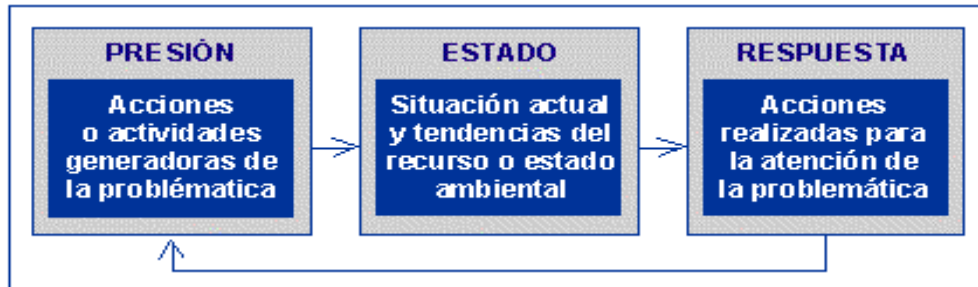 PRESIÓN
Acciones
o actividades
generadoras de
la problématica
ESTADO
Situación actual
y tendencias del
recurso o estado
ambiental
RESPUESTA
Acciones
realizadas para
la atención de
la problemática